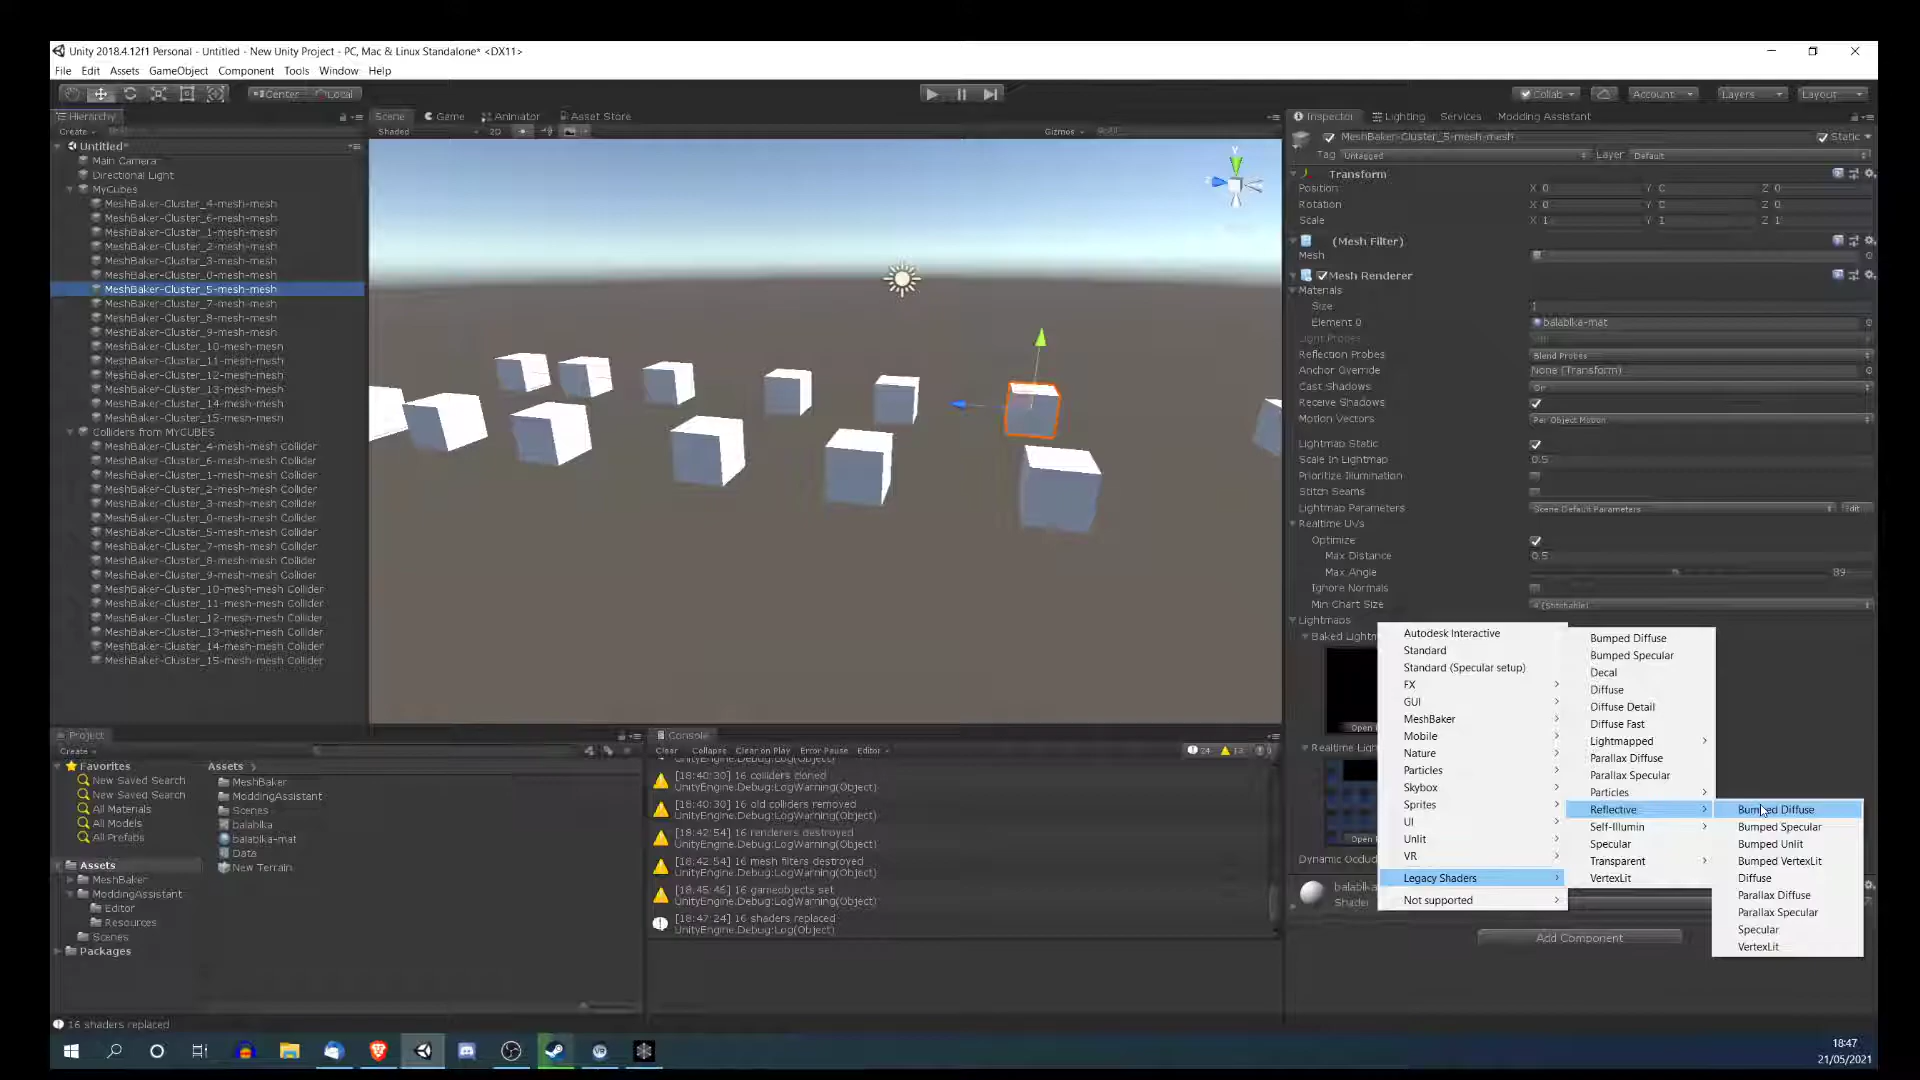 Unity 2018.4.12f1 Personal - Untitled - New Unity Project - PC, Mac & Linux Standalone* <DX11>
File Edit Assets GameObject Component Tools Window Help
Center Local
Collab Account Layers Layout
Hierarchy
Create
Untitled*
Main Camera
Directional Light
MyCubes
MeshBaker-Cluster_4-mesh-mesh
MeshBaker-Cluster_6-mesh-mesh
MeshBaker-Cluster_1-mesh-mesh
MeshBaker-Cluster_2-mesh-mesh
MeshBaker-Cluster_3-mesh-mesh
MeshBaker-Cluster_0-mesh-mesh
MeshBaker-Cluster_5-mesh-mesh
MeshBaker-Cluster_7-mesh-mesh
MeshBaker-Cluster_8-mesh-mesh
MeshBaker-Cluster_9-mesh-mesh
MeshBaker-Cluster_10-mesh-mesh
MeshBaker-Cluster_11-mesh-mesh
MeshBaker-Cluster_12-mesh-mesh
MeshBaker-Cluster_13-mesh-mesh
MeshBaker-Cluster_14-mesh-mesh
MeshBaker-Cluster_15-mesh-mesh
Colliders from MYCUBES
MeshBaker-Cluster_4-mesh-mesh Collider
MeshBaker-Cluster_6-mesh-mesh Collider
MeshBaker-Cluster_1-mesh-mesh Collider
MeshBaker-Cluster_2-mesh-mesh Collider
MeshBaker-Cluster_3-mesh-mesh Collider
MeshBaker-Cluster_0-mesh-mesh Collider
MeshBaker-Cluster_5-mesh-mesh Collider
MeshBaker-Cluster_7-mesh-mesh Collider
MeshBaker-Cluster_8-mesh-mesh Collider
MeshBaker-Cluster_9-mesh-mesh Collider
MeshBaker-Cluster_10-mesh-mesh Collider
MeshBaker-Cluster_11-mesh-mesh Collider
MeshBaker-Cluster_12-mesh-mesh Collider
MeshBaker-Cluster_13-mesh-mesh Collider
MeshBaker-Cluster_14-mesh-mesh Collider
MeshBaker-Cluster_15-mesh-mesh Collider
Scene Game Animator Asset Store
Shaded 2D Gizmos
Y
Inspector Lighting Services Modding Assistant
MeshBaker-Cluster_5-mesh-mesh Static
Tag Untagged Layer Default
Transform
Position X 0 Y 0 Z 0
Rotation X 0 Y 0 Z 0
Scale X 1 Y 1 Z 1
(Mesh Filter)
Mesh
Mesh Renderer
Materials
Size 1
Element 0 balablka-mat
Light Probes
Reflection Probes Blend Probes
Anchor Override None (Transform)
Cast Shadows On
Receive Shadows
Motion Vectors Per Object Motion
Lightmap Static
Scale In Lightmap 0.5
Prioritize Illumination
Stitch Seams
Lightmap Parameters Scene Default Parameters Edit
Realtime UVs
Optimize
Max Distance 0.5
Max Angle 89
Ignore Normals
Min Chart Size 4 (Stitchable)
Lightmaps
Baked Lightm
Open
Realtime Ligh
Open
Dynamic Occlud
balablka
Shader
Add Component
Autodesk Interactive
Standard
Standard (Specular setup)
FX
GUI
MeshBaker
Mobile
Nature
Particles
Skybox
Sprites
UI
Unlit
VR
Legacy Shaders
Not supported
Bumped Diffuse
Bumped Specular
Decal
Diffuse
Diffuse Detail
Diffuse Fast
Lightmapped
Parallax Diffuse
Parallax Specular
Particles
Reflective
Self-Illumin
Specular
Transparent
VertexLit
Bumped Diffuse
Bumped Specular
Bumped Unlit
Bumped VertexLit
Diffuse
Parallax Diffuse
Parallax Specular
Specular
VertexLit
Project
Create
Favorites
New Saved Search
New Saved Search
All Materials
All Models
All Prefabs
Assets
MeshBaker
ModdingAssistant
Editor
Resources
Scenes
Packages
Assets
MeshBaker
ModdingAssistant
Scenes
balablka
balablka-mat
Data
New Terrain
Console
Clear Collapse Clear on Play Error Pause Editor
24 13 0
UnityEngine.Debug:LogWarning(Object)
[18:40:30] 16 colliders cloned
UnityEngine.Debug:LogWarning(Object)
[18:40:30] 16 old colliders removed
UnityEngine.Debug:LogWarning(Object)
[18:42:54] 16 renderers destroyed
UnityEngine.Debug:LogWarning(Object)
[18:42:54] 16 mesh filters destroyed
UnityEngine.Debug:LogWarning(Object)
[18:45:46] 16 gameobjects set
UnityEngine.Debug:LogWarning(Object)
[18:47:24] 16 shaders replaced
UnityEngine.Debug:Log(Object)
16 shaders replaced
18:47
21/05/2021